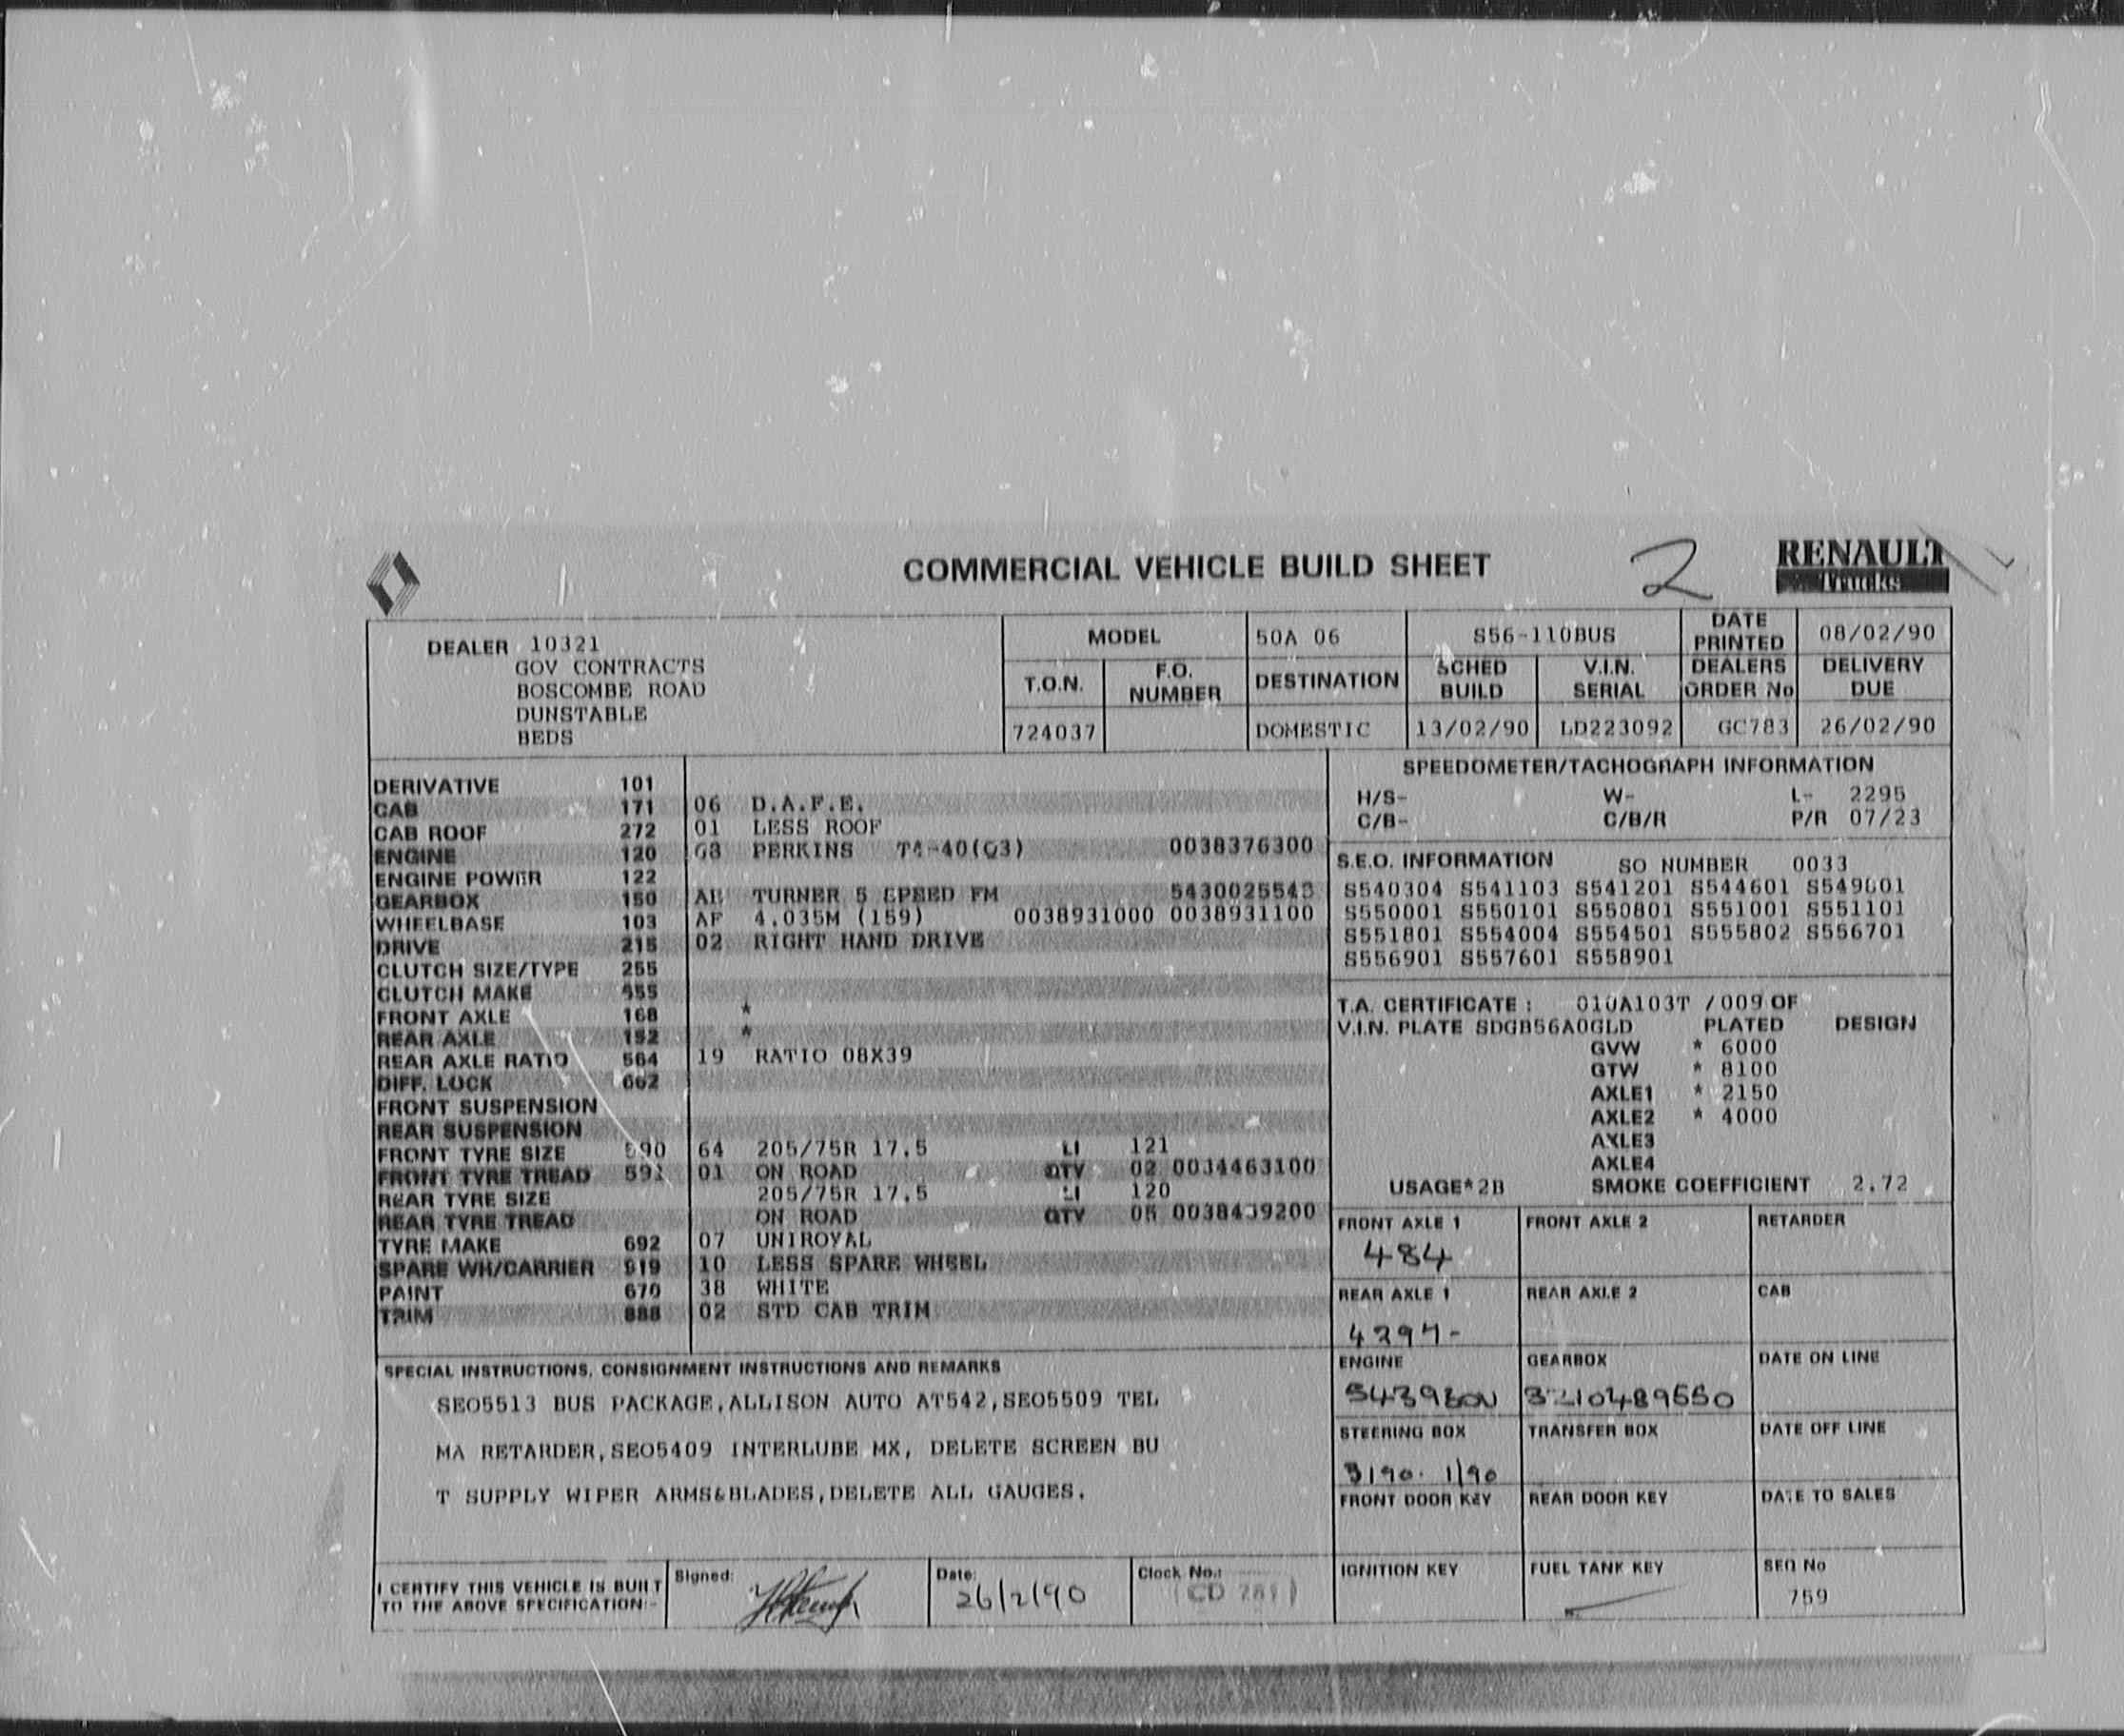 COMMERCIAL VEHICLE BUILD SHEET
2
RENAULT
Trucks
DEALER 10321
GOV CONTRACTS
BOSCOMBE ROAD
DUNSTABLE
BEDS
MODEL 50A 06 S56-110BUS DATE PRINTED 08/02/90
T.O.N. F.O. NUMBER DESTINATION SCHED BUILD V.I.N. SERIAL DEALERS ORDER No DELIVERY DUE
724037 DOMESTIC 13/02/90 LD223092 GC783 26/02/90
DERIVATIVE 101
CAB 171 06 D.A.F.E.
CAB ROOF 272 01 LESS ROOF
ENGINE 120 PERKINS 0038376300
ENGINE POWER 122
GEARBOX 150 TURNER 5 SPEED FM
WHEELBASE 103 AF 4.035M (159) 0038931000 0038931100
DRIVE 215 02 RIGHT HAND DRIVE
CLUTCH SIZE/TYPE 255
CLUTCH MAKE
FRONT AXLE 168 *
REAR AXLE 152 *
REAR AXLE RATIO 564 19 RATIO 08X39
DIFF. LOCK 662
FRONT SUSPENSION
REAR SUSPENSION
FRONT TYRE SIZE 590 64 205/75R 17.5 LI 121
FRONT TYRE TREAD 591 01 ON ROAD QTY 02 0034463100
REAR TYRE SIZE 205/75R 17.5 LI 120
REAR TYRE TREAD ON ROAD QTY
TYRE MAKE 692 07 UNIROYAL
SPARE WH/CARRIER 10 LESS SPARE WHEEL
PAINT 670 38 WHITE
TRIM 888 02 STD CAB TRIM
SPEEDOMETER/TACHOGRAPH INFORMATION
H/S- W- L- 2295
C/B- C/B/R P/R 07/23
S.E.O. INFORMATION SO NUMBER 0033
S540304 S541103 S541201 S544601
S550001 S550101 S550801 S551001 S551101
S551801 S554004 S554501 S555802 S556701
S556901 S557601 S558901
T.A. CERTIFICATE : 010A103T /009 OF
V.I.N. PLATE SDGB56A0GLD PLATED DESIGN
GVW * 6000
GTW * 8100
AXLE1 * 2150
AXLE2 * 4000
AXLE3
AXLE4
USAGE*2B SMOKE COEFFICIENT 2.72
FRONT AXLE 1 FRONT AXLE 2 RETARDER
484
REAR AXLE 1 REAR AXLE 2 CAB
ENGINE GEARBOX DATE ON LINE
STEERING BOX TRANSFER BOX DATE OFF LINE
3190. 1/90
FRONT DOOR KEY REAR DOOR KEY DATE TO SALES
IGNITION KEY FUEL TANK KEY SEQ No
759
SPECIAL INSTRUCTIONS, CONSIGNMENT INSTRUCTIONS AND REMARKS
SEO5513 BUS PACKAGE,ALLISON AUTO AT542,SEO5509 TEL
MA RETARDER,SEO5409 INTERLUBE MX, DELETE SCREEN BU
T SUPPLY WIPER ARMS&BLADES,DELETE ALL GAUGES.
I CERTIFY THIS VEHICLE IS BUILT
TO THE ABOVE SPECIFICATION:-
Signed: Date: 26/2/90 Clock No.: